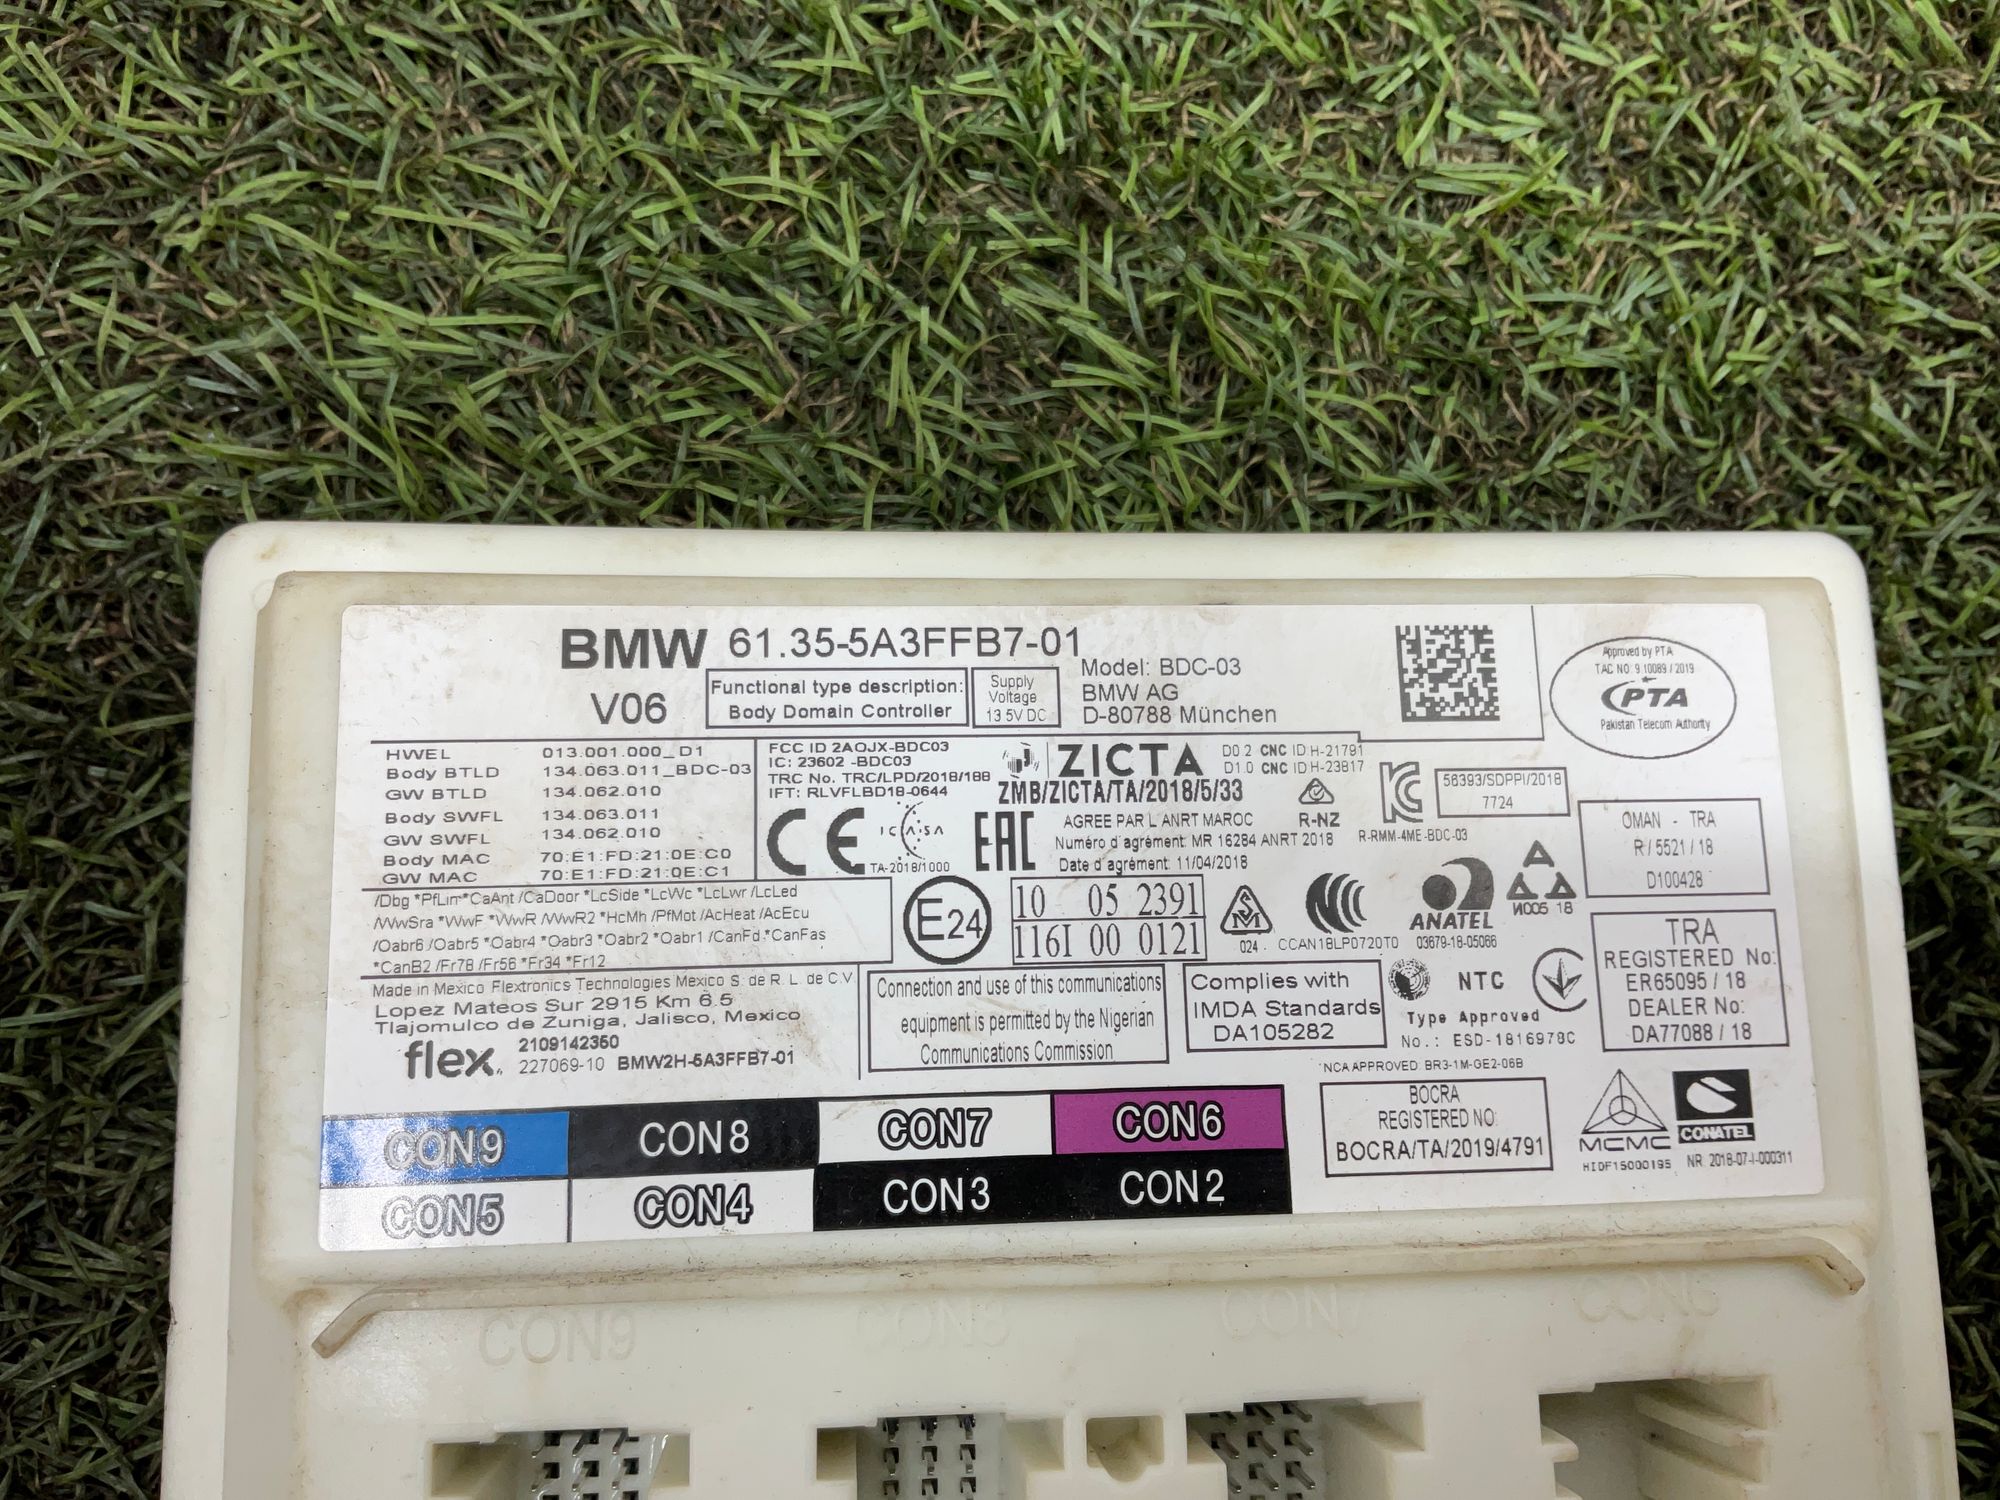 BMW 61.35-5A3FFB7-01
V06
Functional type description:
Body Domain Controller
Supply
Voltage
13.5V DC
Model: BDC-03
BMW AG
D-80788 München
Approved by PTA
TAC NO: 9.10089 / 2019
PTA
Pakistan Telecom Authority
HWEL 013.001.000_D1
Body BTLD 134.063.011_BDC-03
GW BTLD 134.062.010
Body SWFL 134.063.011
GW SWFL 134.062.010
Body MAC 70:E1:FD:21:0E:C0
GW MAC 70:E1:FD:21:0E:C1
FCC ID 2AOJX-BDC03
IC: 23602 -BDC03
TRC No. TRC/LPD/2018/188
IFT: RLVFLBD18-0644
CE
ICASA
TA-2018/1000
ZICTA
ZMB/ZICTA/TA/2018/5/33
D0.2 CNC ID.H-21791
D1.0 CNC ID.H-23817
R-NZ
EAC
AGREE PAR L'ANRT MAROC
Numéro d'agrément: MR 16284 ANRT 2018
Date d'agrément: 11/04/2018
KC
R-RMM-4ME-BDC-03
56393/SDPPI/2018
7724
OMAN - TRA
R / 5521 / 18
D100428
/Dbg *PfLin *CaAnt /CaDoor *LcSide *LcWc *LcLwr /LcLed
/WwSra *WwF *WwR /WwR2 *HcMh /PfMot /AcHeat /AcEcu
/Oabr6 /Oabr5 *Oabr4 *Oabr3 *Oabr2 *Oabr1 /CanFd *CanFas
*CanB2 /Fr78 /Fr56 *Fr34 *Fr12
E24
10 05 2391
116I 00 0121
024
CCAN18LP0720T0
ANATEL
03679-18-05066
И005 18
TRA
REGISTERED No:
ER65095 / 18
DEALER No:
DA77088 / 18
Made in Mexico Flextronics Technologies Mexico S. de R. L. de C.V.
Lopez Mateos Sur 2915 Km 6.5
Tlajomulco de Zuniga, Jalisco, Mexico
flex
2109142350
227069-10 BMW2H-5A3FFB7-01
Connection and use of this communications
equipment is permitted by the Nigerian
Communications Commission
Complies with
IMDA Standards
DA105282
NTC
Type Approved
No.: ESD-1816978C
*NCA APPROVED: BR3-1M-GE2-06B
BOCRA
REGISTERED NO:
BOCRA/TA/2019/4791
MCMC
HIDF15000195
CONATEL
NR: 2018-07-I-000311
CON9 CON8 CON7 CON6
CON5 CON4 CON3 CON2
CON9 CON8 CON7 CON6